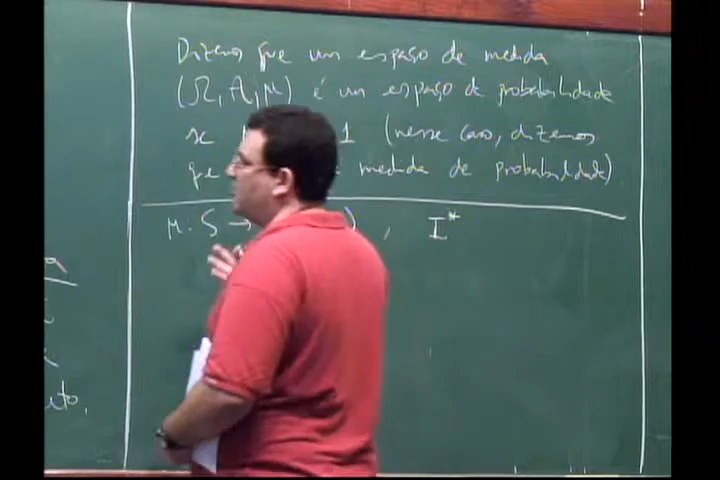 Dizemos que um espaço de medida
(Ω, A, μ) é um espaço de probabilidade
se 1 (nesse caso, dizemos
que medida de probabilidade)
μ: S → ), I*
eto,